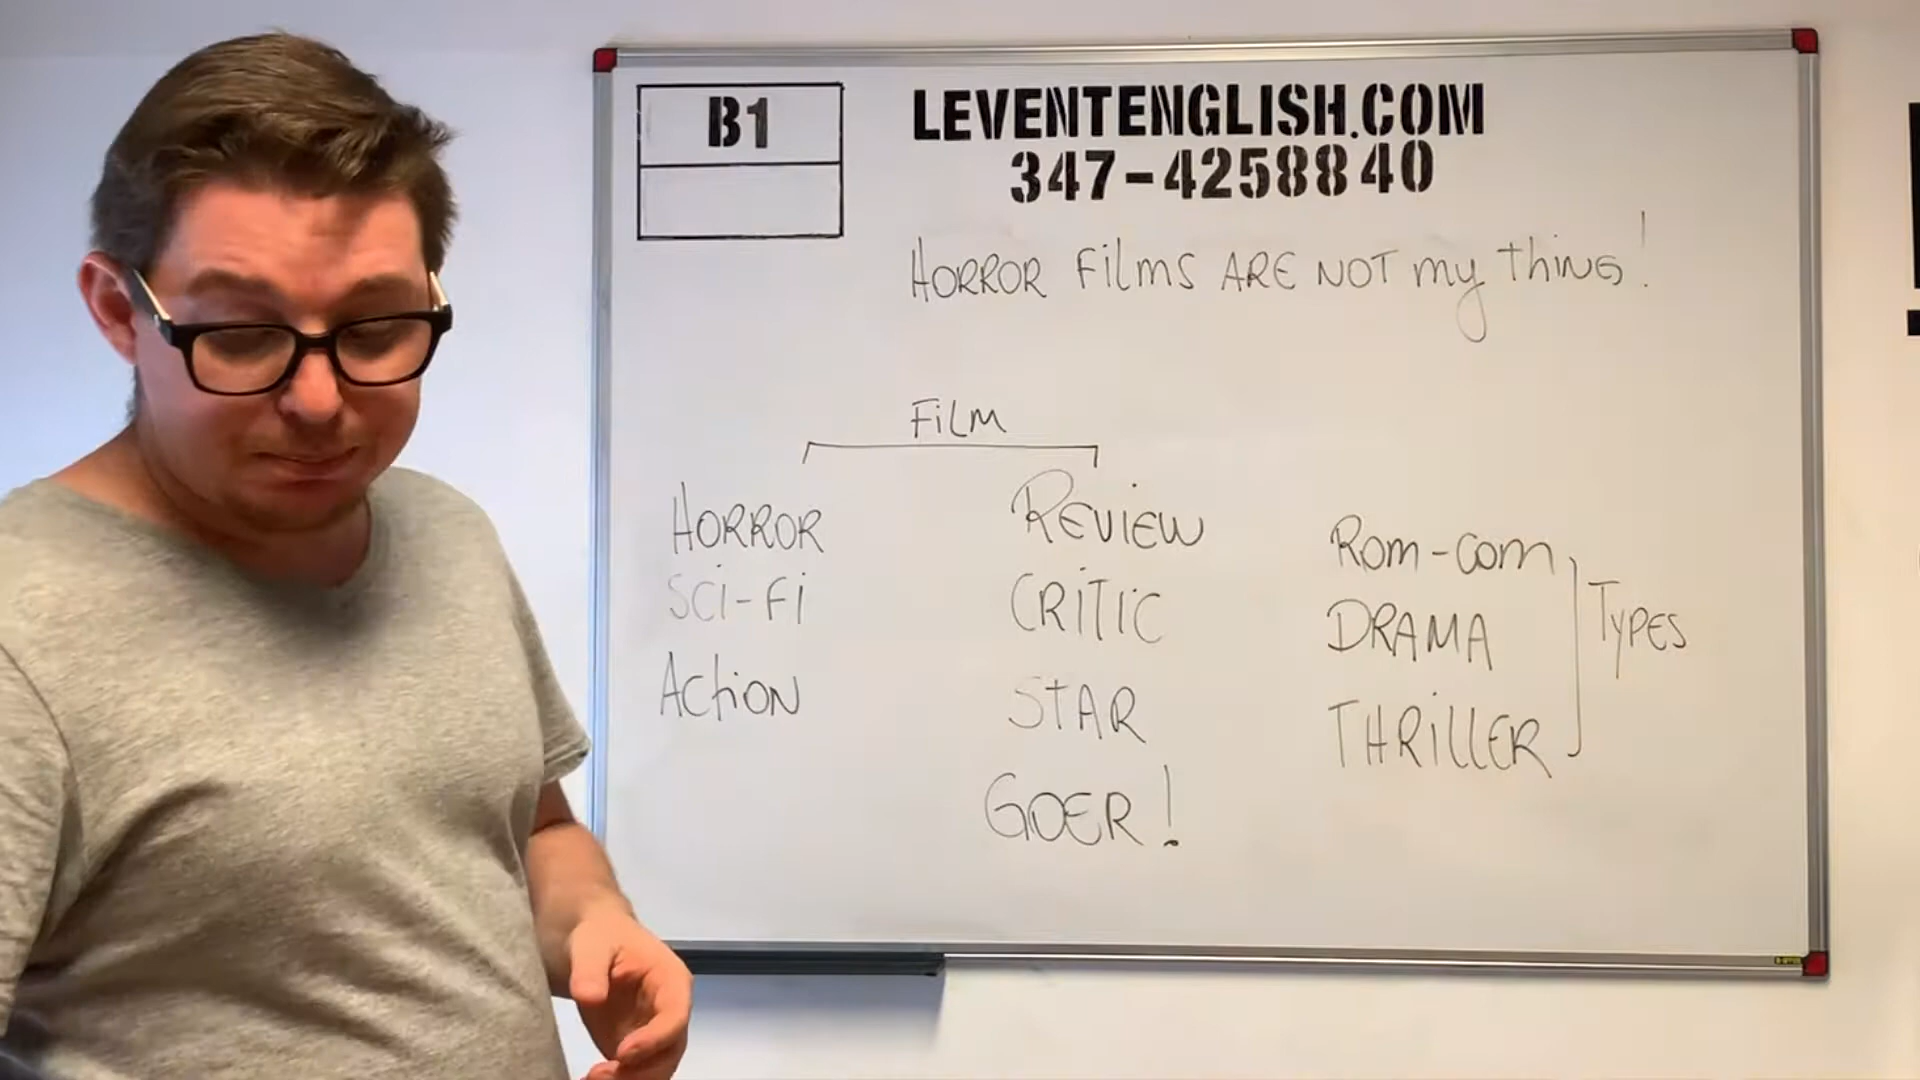 B1
LEVENTENGLISH.COM
347-4258840
HORROR FiLmS ARE NOT my thiNG!
FiLM
HORROR
SCi-Fi
ACtiON
REViEW
CRiTiC
StAR
GOER!
Rom-com
DRAMA
THRiLLER
TYPES